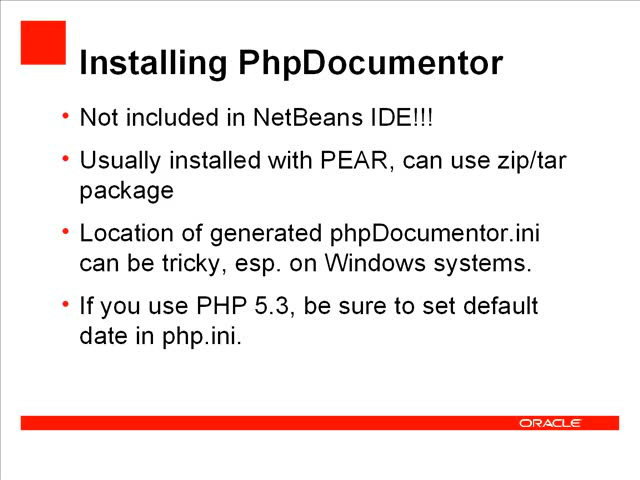 Installing PhpDocumentor
• Not included in NetBeans IDE!!!
• Usually installed with PEAR, can use zip/tar
package
• Location of generated phpDocumentor.ini
can be tricky, esp. on Windows systems.
• If you use PHP 5.3, be sure to set default
date in php.ini.
ORACLE